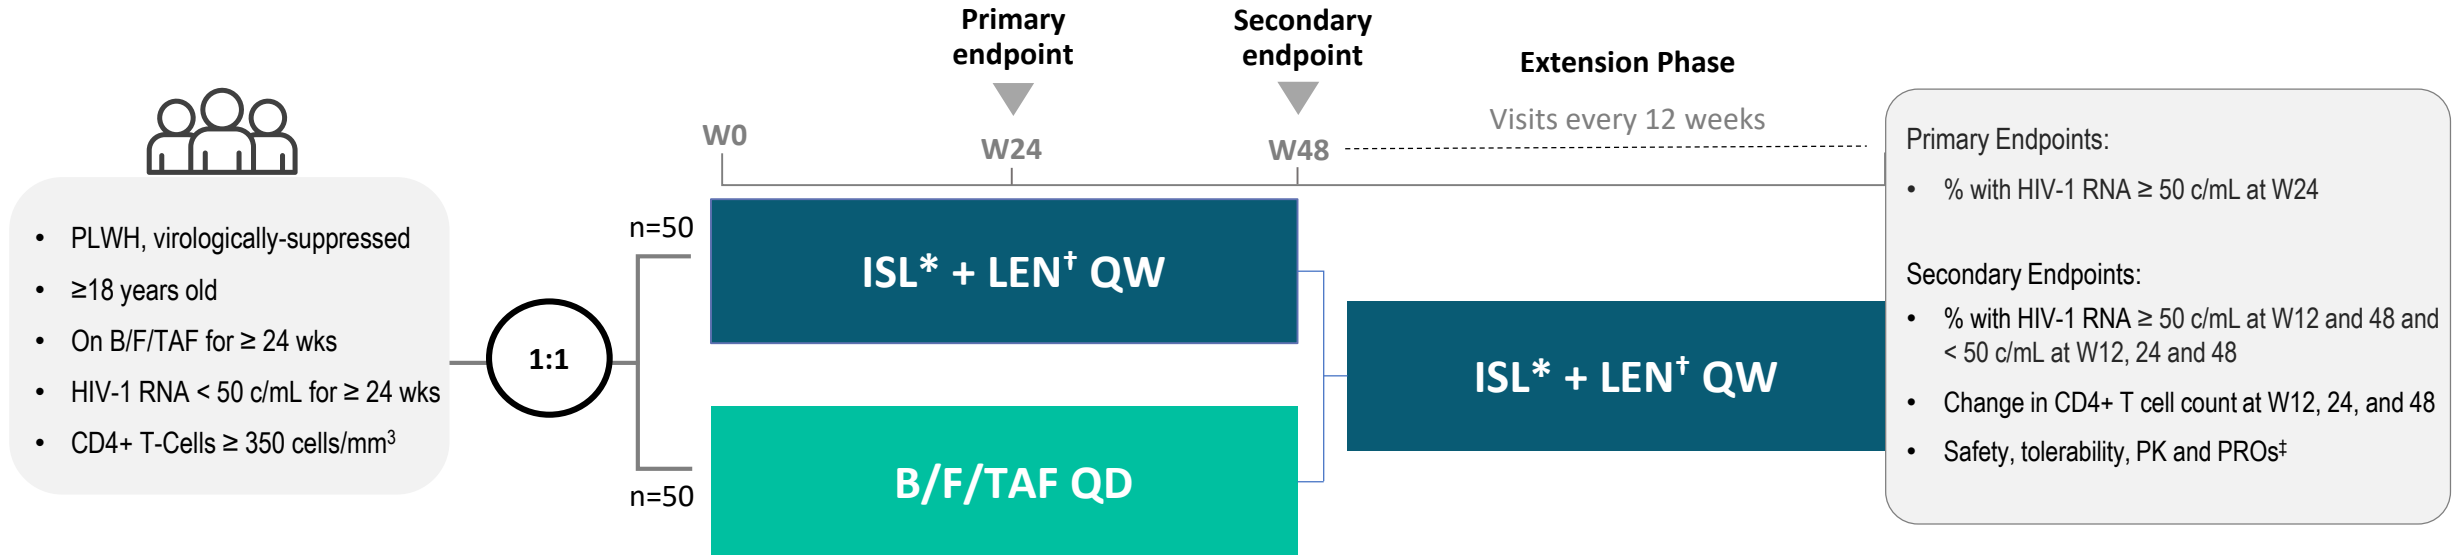 Primary
endpoint
Secondary
endpoint
Extension Phase
Visits every 12 weeks
W0
W24
W48
• PLWH, virologically-suppressed
• ≥18 years old
• On B/F/TAF for ≥ 24 wks
• HIV-1 RNA < 50 c/mL for ≥ 24 wks
• CD4+ T-Cells ≥ 350 cells/mm³
1:1
n=50
n=50
ISL* + LEN† QW
B/F/TAF QD
ISL* + LEN† QW
Primary Endpoints:
• % with HIV-1 RNA ≥ 50 c/mL at W24
Secondary Endpoints:
• % with HIV-1 RNA ≥ 50 c/mL at W12 and 48 and
< 50 c/mL at W12, 24 and 48
• Change in CD4+ T cell count at W12, 24, and 48
• Safety, tolerability, PK and PROs‡